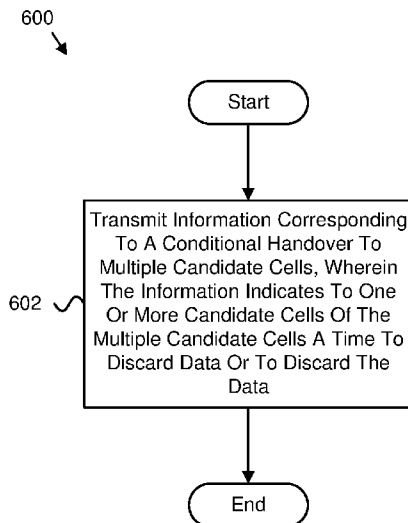 600
Start
Transmit Information Corresponding
To A Conditional Handover To
Multiple Candidate Cells, Wherein
The Information Indicates To One
Or More Candidate Cells Of The
Multiple Candidate Cells A Time To
Discard Data Or To Discard The
Data
602
End